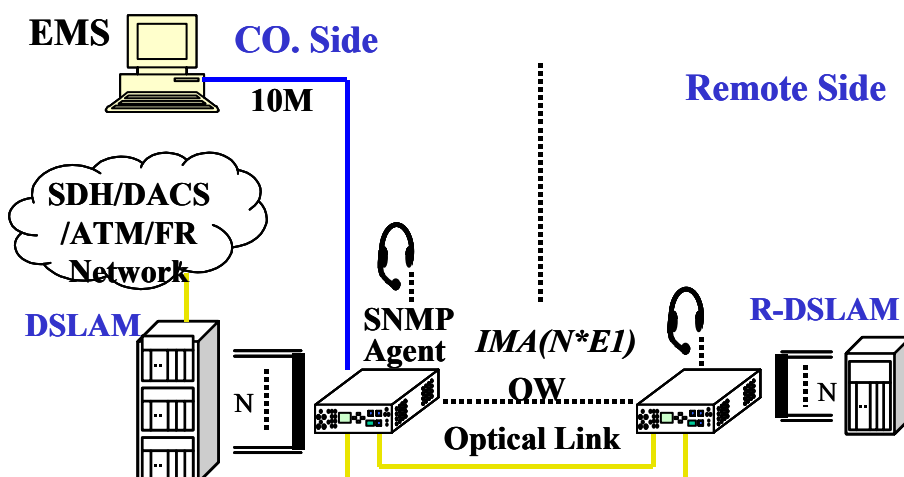 EMS
CO. Side
10M
Remote Side
SDH/DACS
/ATM/FR
Network
DSLAM
SNMP
Agent
IMA(N*E1)
R-DSLAM
N
OW
N
Optical Link